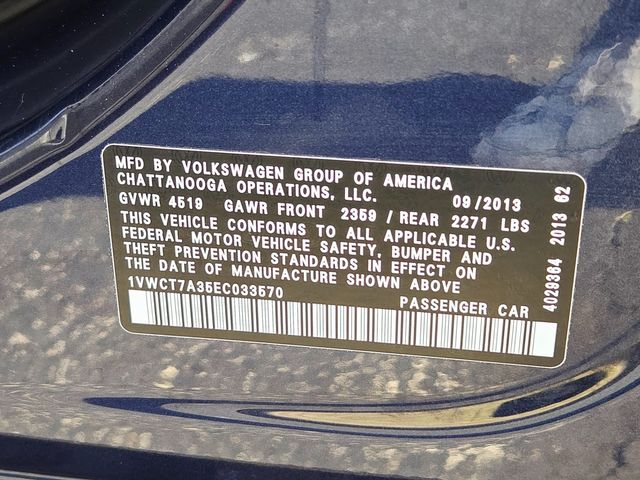 MFD BY VOLKSWAGEN GROUP OF AMERICA
CHATTANOOGA OPERATIONS, LLC. 09/2013
GVWR 4519 GAWR FRONT 2359 / REAR 2271 LBS
THIS VEHICLE CONFORMS TO ALL APPLICABLE U.S.
FEDERAL MOTOR VEHICLE SAFETY, BUMPER AND
THEFT PREVENTION STANDARDS IN EFFECT ON
THE DATE OF MANUFACTURE SHOWN ABOVE
1VWCT7A35EC033570 PASSENGER CAR
4029364 2013 62